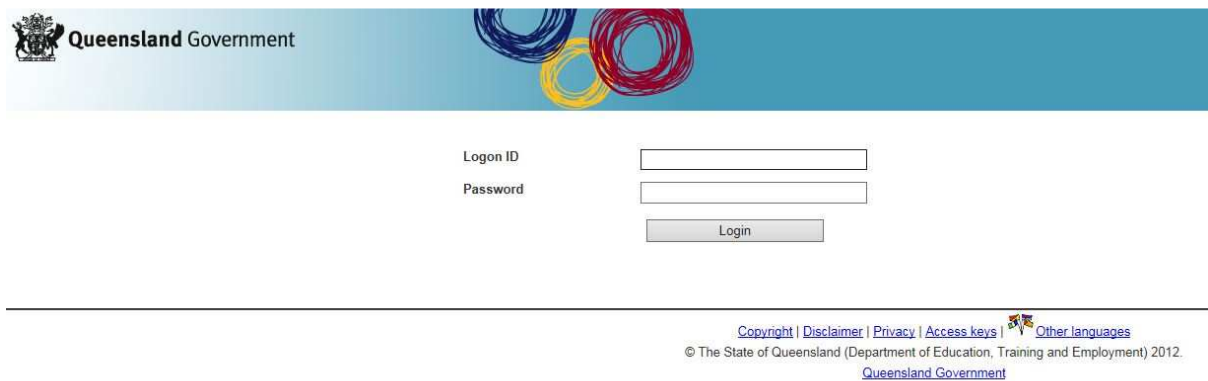 Queensland Government
Logon ID
Password
Login
Copyright | Disclaimer | Privacy | Access keys | Other languages
© The State of Queensland (Department of Education, Training and Employment) 2012.
Queensland Government